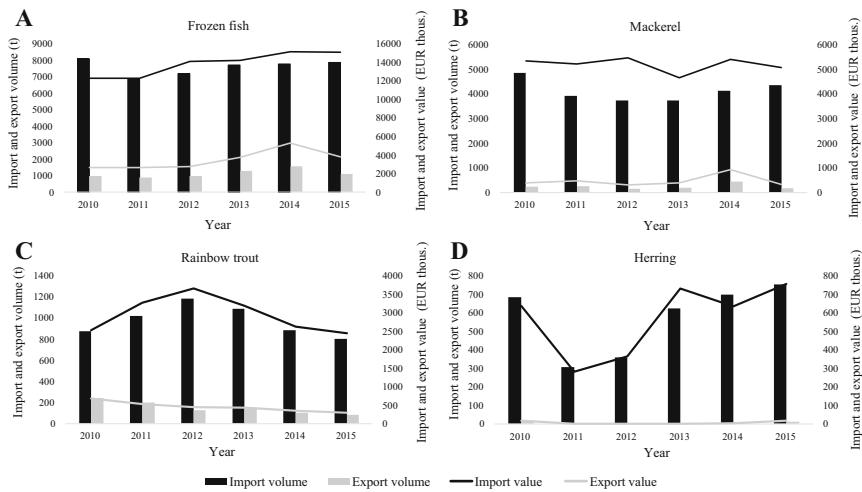 A
Frozen fish
Import and export volume (t)
9000
8000
7000
6000
5000
4000
3000
2000
1000
0
16000
14000
12000
10000
8000
6000
4000
2000
0
Import and export value (EUR thous.)
2010 2011 2012 2013 2014 2015
Year
B
Mackerel
Import and export volume (t)
6000
5000
4000
3000
2000
1000
0
6000
5000
4000
3000
2000
1000
0
Import and export value (EUR thous.)
2010 2011 2012 2013 2014 2015
Year
C
Rainbow trout
Import and export volume (t)
1400
1200
1000
800
600
400
200
0
4000
3500
3000
2500
2000
1500
1000
500
0
Import and export value (EUR thous.)
2010 2011 2012 2013 2014 2015
Year
D
Herring
Import and export volume (t)
800
700
600
500
400
300
200
100
0
800
700
600
500
400
300
200
100
0
Import and export value (EUR thous.)
2010 2011 2012 2013 2014 2015
Year
Import volume Export volume Import value Export value